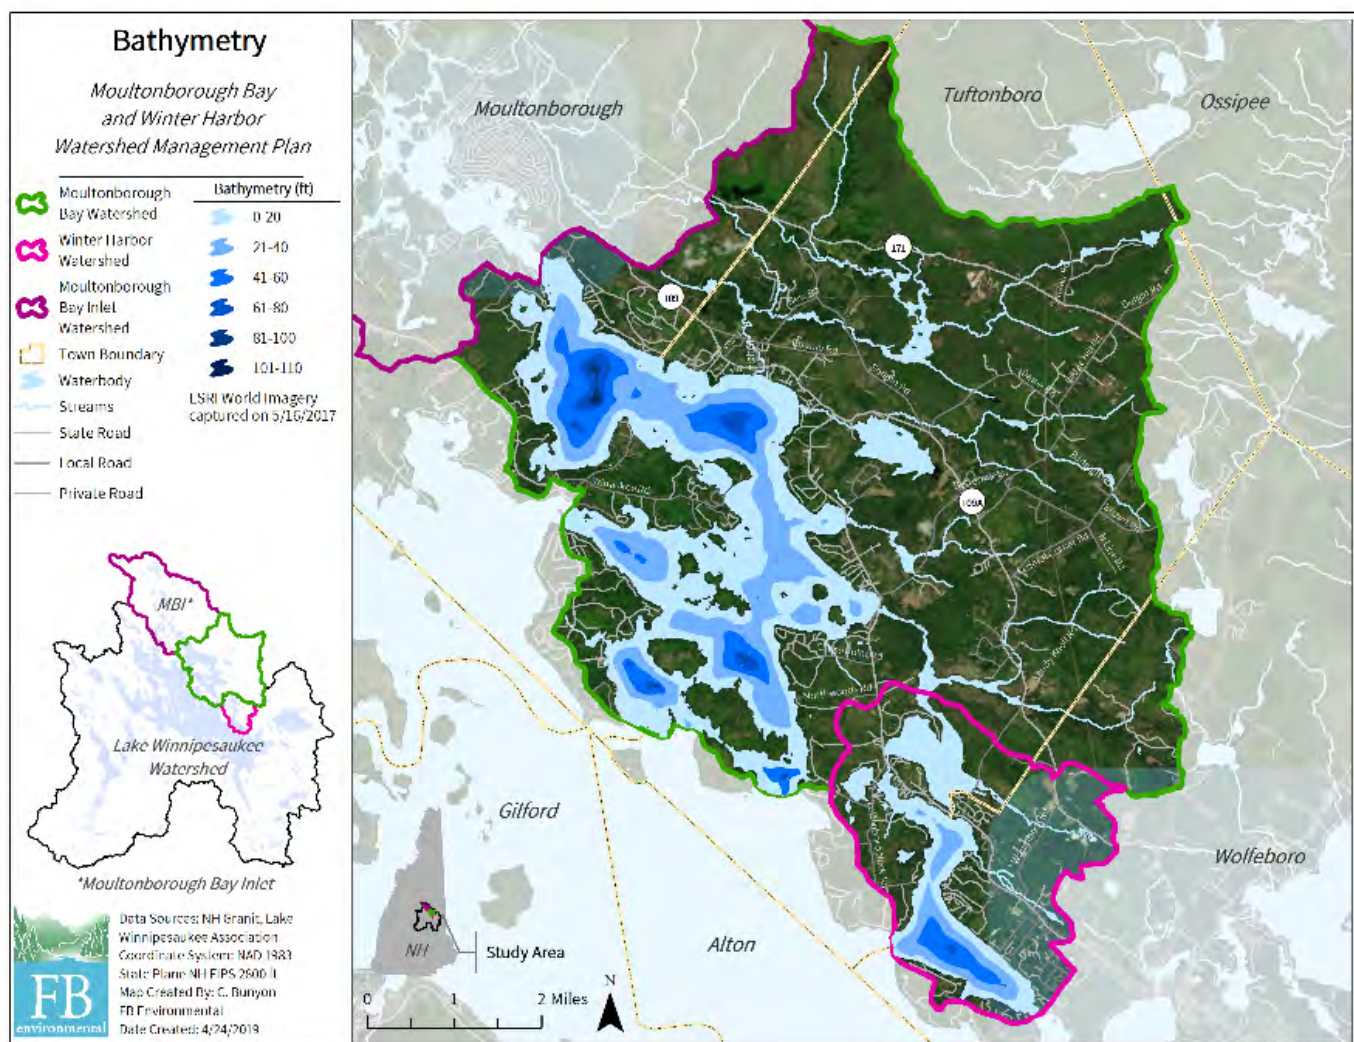 Bathymetry
Moultonborough Bay
and Winter Harbor
Watershed Management Plan
Moultonborough
Bay Watershed
Winter Harbor
Watershed
Moultonborough
Bay Inlet
Watershed
Town Boundary
Waterbody
Streams
State Road
Local Road
Private Road
Bathymetry (ft)
0-20
21-40
41-60
61-80
81-100
101-110
ESRI World Imagery
captured on 5/16/2017
MBI*
Lake Winnipesaukee
Watershed
*Moultonborough Bay Inlet
Data Sources: NH Granit, Lake
Winnipesaukee Association
Coordinate System: NAD 1983
State Plane NH FIPS 2800 ft
Map Created By: C. Bunyon
FB Environmental
Date Created: 4/24/2019
FB
environmental
Moultonborough
Tuftonboro
Ossipee
171
109
109A
Gilford
Alton
Wolfeboro
NH
Study Area
N
0 1 2 Miles